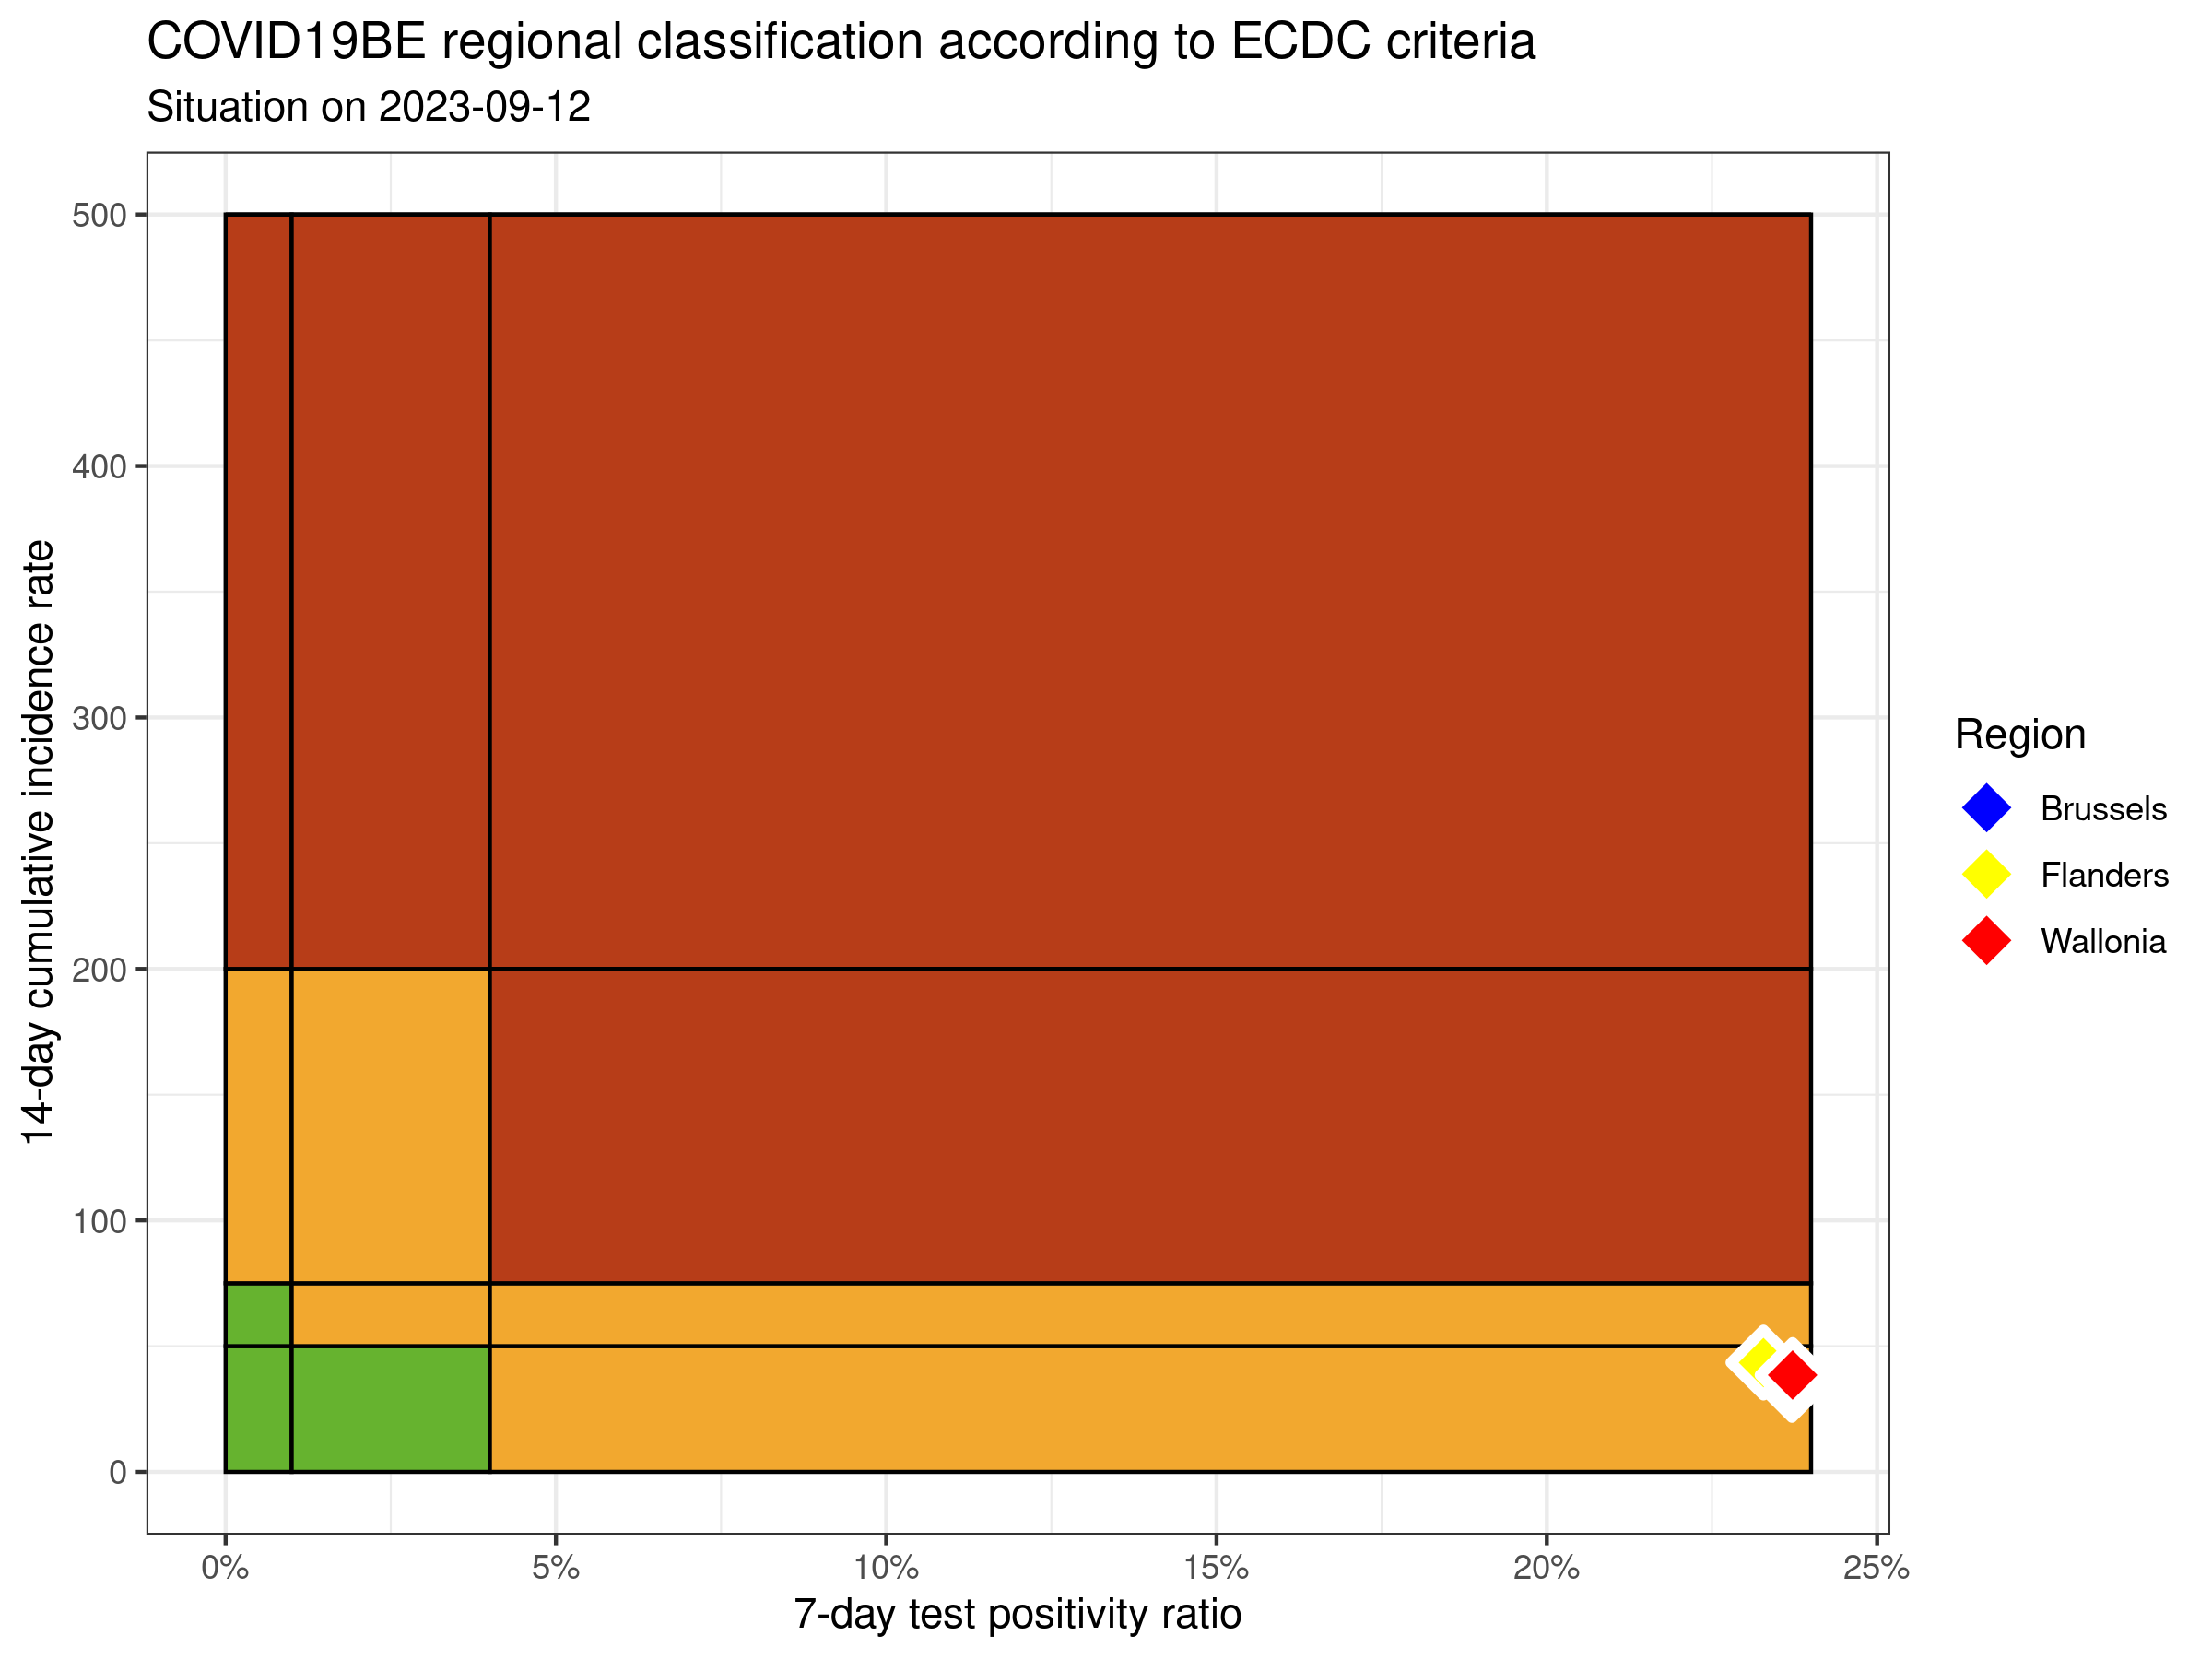 COVID19BE regional classification according to ECDC criteria
Situation on 2023-09-12
500
400
300
200
100
0
14-day cumulative incidence rate
0%
5%
10%
15%
20%
25%
7-day test positivity ratio
Region
Brussels
Flanders
Wallonia